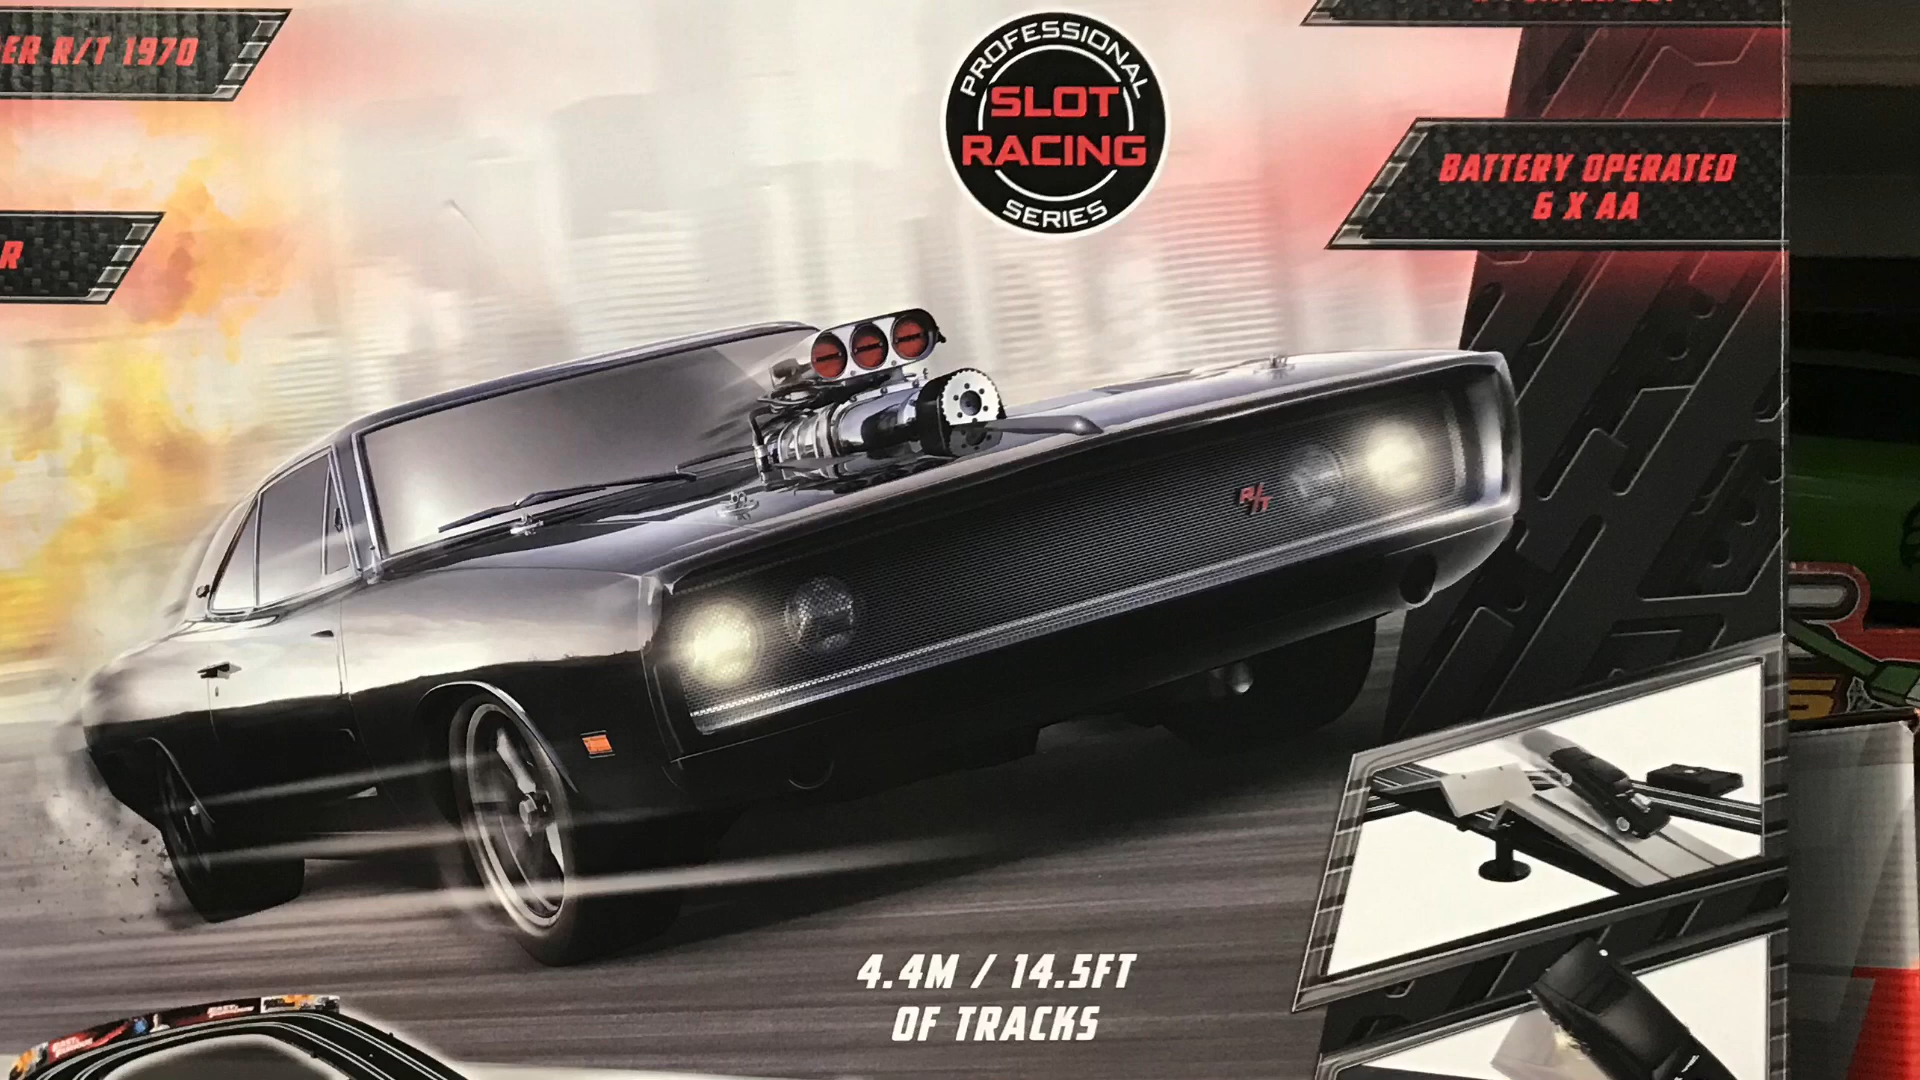 ER R/T 1970
PROFESSIONAL
SLOT
RACING
SERIES
BATTERY OPERATED
6 X AA
R
R/T
4.4M / 14.5FT
OF TRACKS